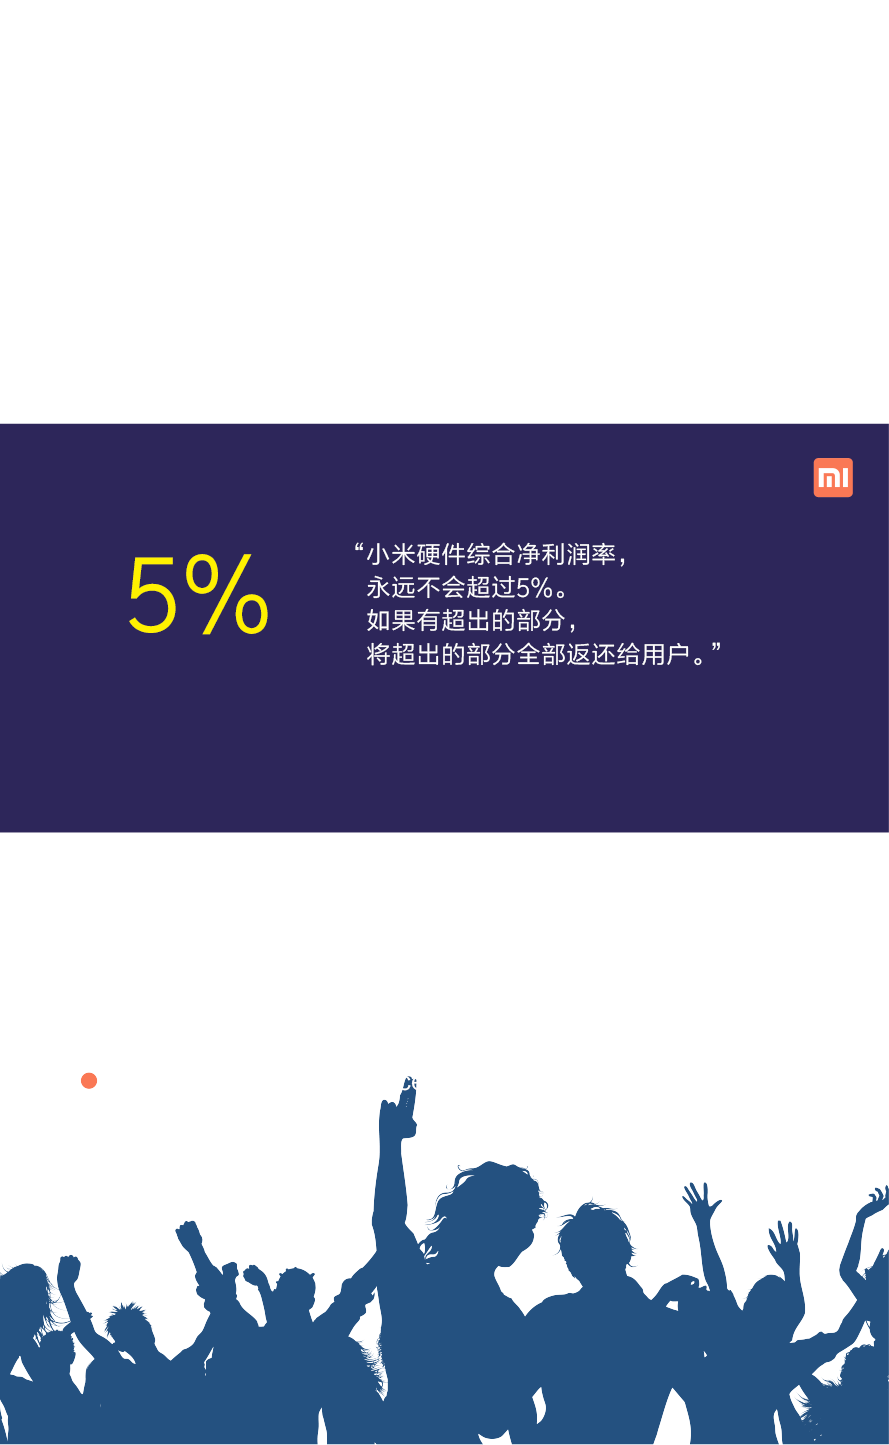 mi
5%
“小米硬件综合净利润率，
永远不会超过5%。
如果有超出的部分，
将超出的部分全部返还给用户。”